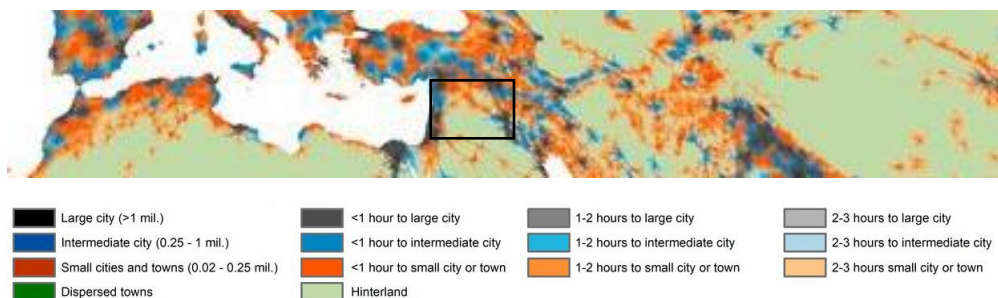 Large city (>1 mil.) <1 hour to large city 1-2 hours to large city 2-3 hours to large city
Intermediate city (0.25 - 1 mil.) <1 hour to intermediate city 1-2 hours to intermediate city 2-3 hours to intermediate city
Small cities and towns (0.02 - 0.25 mil.) <1 hour to small city or town 1-2 hours to small city or town 2-3 hours small city or town
Dispersed towns Hinterland